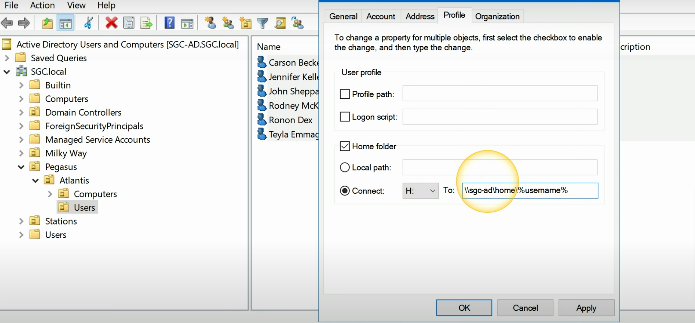 File Action View Help
Active Directory Users and Computers [SGC-AD.SGC.local]
Saved Queries
SGC.local
Builtin
Computers
Domain Controllers
ForeignSecurityPrincipals
Managed Service Accounts
Milky Way
Pegasus
Atlantis
Computers
Users
Stations
Users
Name
Carson Becke
Jennifer Kelle
John Sheppa
Rodney McK
Ronon Dex
Teyla Emmag
General Account Address Profile Organization
To change a property for multiple objects, first select the checkbox to enable
the change, and then type the change.
User profile
Profile path:
Logon script:
Home folder
Local path:
Connect: H: To: \\sgc-ad\home\%username%
OK Cancel Apply
cription